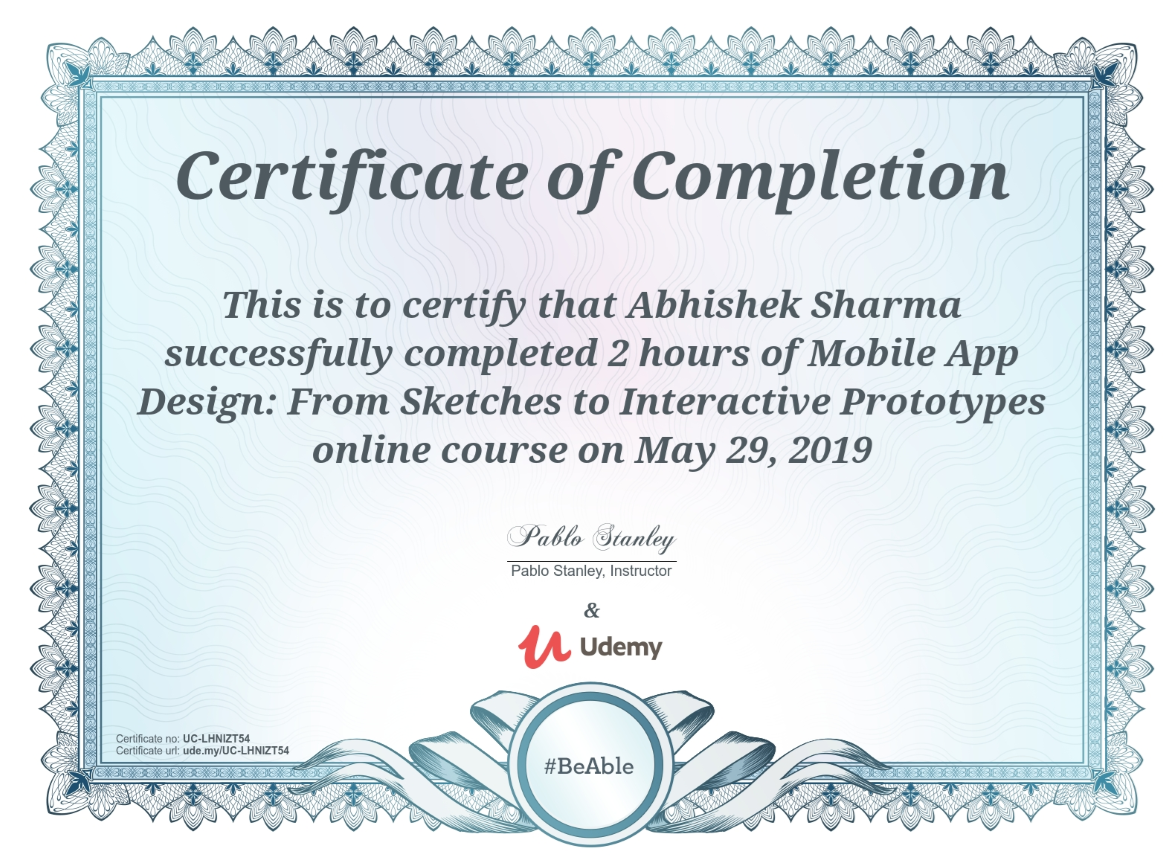 Certificate of Completion
This is to certify that Abhishek Sharma
successfully completed 2 hours of Mobile App
Design: From Sketches to Interactive Prototypes
online course on May 29, 2019
Pablo Stanley
Pablo Stanley, Instructor
&
Udemy
Certificate no: UC-LHNIZT54
Certificate url: ude.my/UC-LHNIZT54
#BeAble